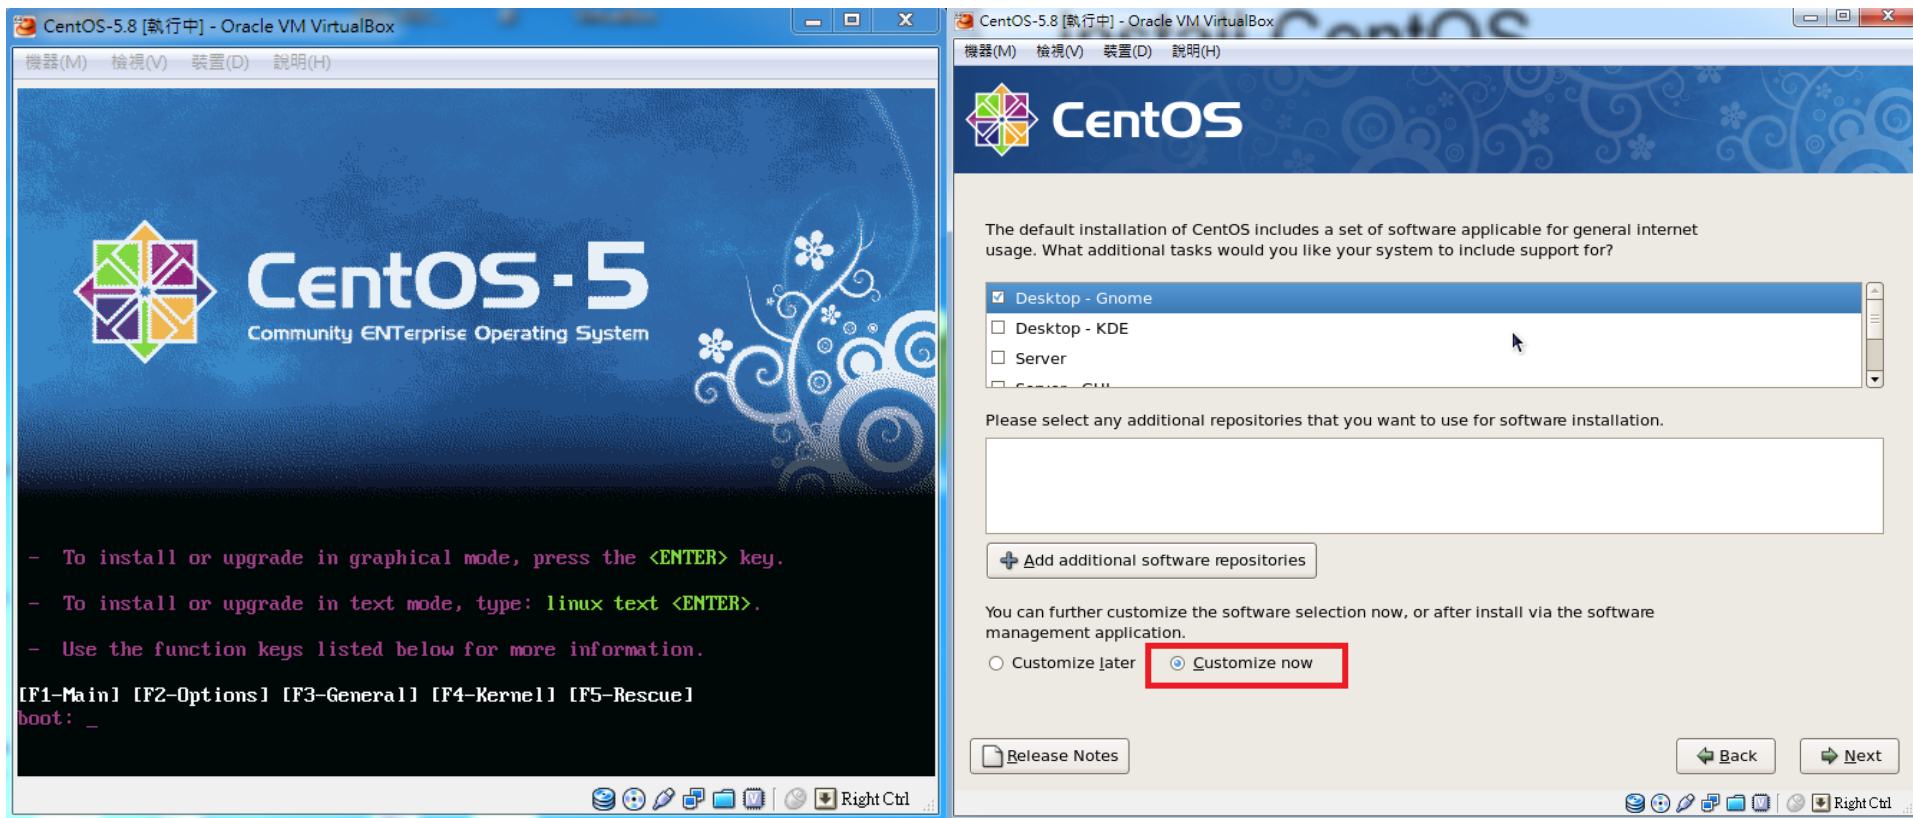 CentOS-5.8 [執行中] - Oracle VM VirtualBox
機器(M) 檢視(V) 裝置(D) 說明(H)
CentOS-5
Community ENTerprise Operating System
- To install or upgrade in graphical mode, press the <ENTER> key.
- To install or upgrade in text mode, type: linux text <ENTER>.
- Use the function keys listed below for more information.
[F1-Main] [F2-Options] [F3-General] [F4-Kernel] [F5-Rescue]
boot: _
Right Ctrl
CentOS-5.8 [執行中] - Oracle VM VirtualBox
Install CentOS
機器(M) 檢視(V) 裝置(D) 說明(H)
CentOS
The default installation of CentOS includes a set of software applicable for general internet
usage. What additional tasks would you like your system to include support for?
Desktop - Gnome
Desktop - KDE
Server
Server - GUI
Please select any additional repositories that you want to use for software installation.
Add additional software repositories
You can further customize the software selection now, or after install via the software
management application.
Customize later
Customize now
Release Notes
Back
Next
Right Ctrl